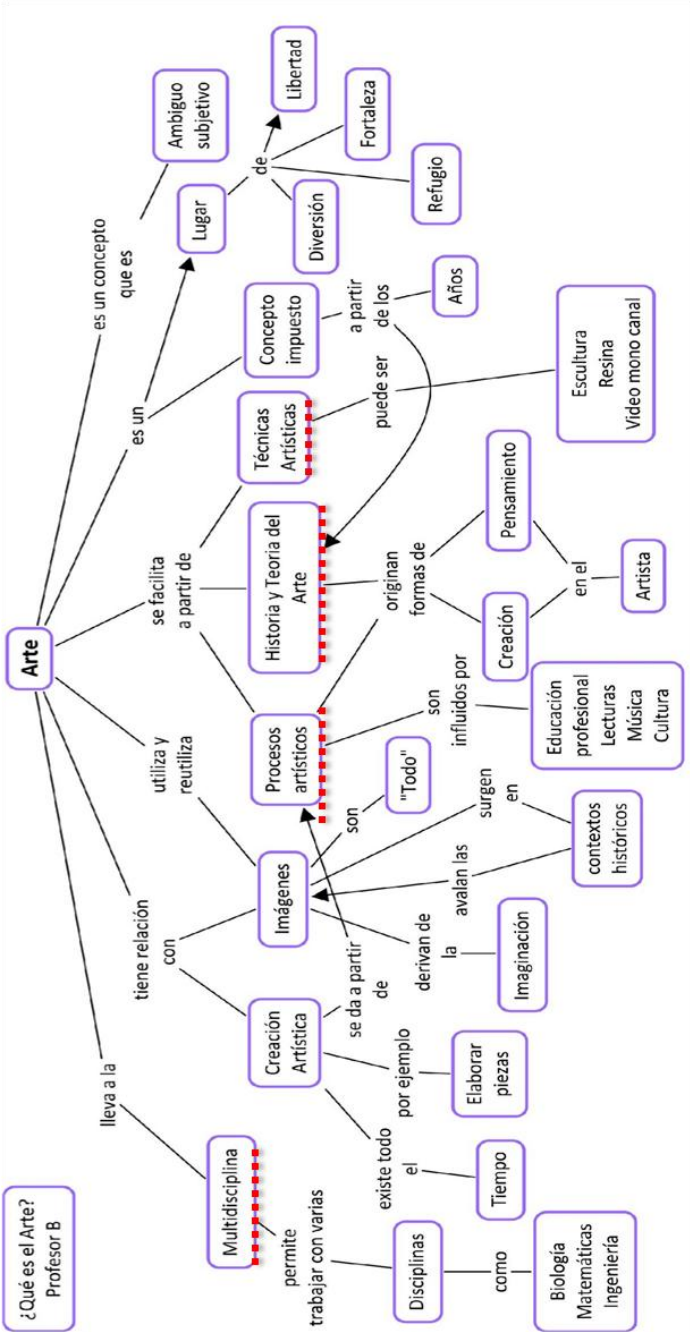 ¿Qué es el Arte?
Profesor B
Arte
lleva a la
Multidisciplina
permite
trabajar con varias
Disciplinas
como
Biología
Matemáticas
Ingeniería
tiene relación
con
Creación
Artística
existe todo
el
Tiempo
por ejemplo
Elaborar
piezas
se da a partir
de
utiliza y
reutiliza
Imágenes
derivan de
la
Imaginación
avalan las
surgen
en
contextos
históricos
son
"Todo"
se facilita
a partir de
Procesos
artísticos
son
influidos por
Educación
profesional
Lecturas
Música
Cultura
Historia y Teoria del
Arte
originan
formas de
Creación
Pensamiento
en el
Artista
Técnicas
Artísticas
puede ser
Escultura
Resina
Video mono canal
es un
Concepto
impuesto
a partir
de los
Años
Lugar
de
Diversión
Refugio
Fortaleza
Libertad
es un concepto
que es
Ambiguo
subjetivo